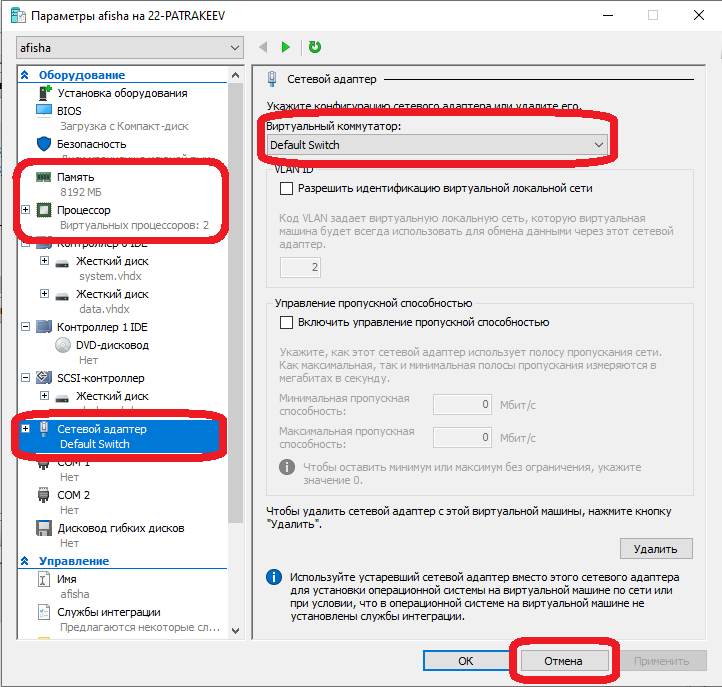 Параметры afisha на 22-PATRAKEEV
afisha
Оборудование
Установка оборудования
BIOS
Загрузка с Компакт-диск
Безопасность
Память
8192 МБ
Процессор
Виртуальных процессоров: 2
Контроллер 0 IDE
Жесткий диск
system.vhdx
Жесткий диск
data.vhdx
Контроллер 1 IDE
DVD-дисковод
Нет
SCSI-контроллер
Жесткий диск
Сетевой адаптер
Default Switch
COM 1
Нет
COM 2
Нет
Дисковод гибких дисков
Нет
Управление
Имя
afisha
Службы интеграции
Предлагаются некоторые сл...
Сетевой адаптер
Укажите конфигурацию сетевого адаптера или удалите его.
Виртуальный коммутатор:
Default Switch
VLAN ID
Разрешить идентификацию виртуальной локальной сети
Код VLAN задает виртуальную локальную сеть, которую виртуальная
машина будет всегда использовать для обмена данными через этот сетевой
адаптер.
2
Управление пропускной способностью
Включить управление пропускной способностью
Укажите, как этот сетевой адаптер использует полосу пропускания сети.
Как максимальная, так и минимальная полосы пропускания измеряются в
мегабитах в секунду.
Минимальная пропускная
способность:
0 Мбит/с
Максимальная пропускная
способность:
0 Мбит/с
Чтобы оставить минимум или максимум без ограничения, укажите
значение 0.
Чтобы удалить сетевой адаптер с этой виртуальной машины, нажмите кнопку
"Удалить".
Удалить
Используйте устаревший сетевой адаптер вместо этого сетевого адаптера
для установки операционной системы на виртуальной машине по сети или
при условии, что в операционной системе на виртуальной машине не
установлены службы интеграции.
OK
Отмена
Применить